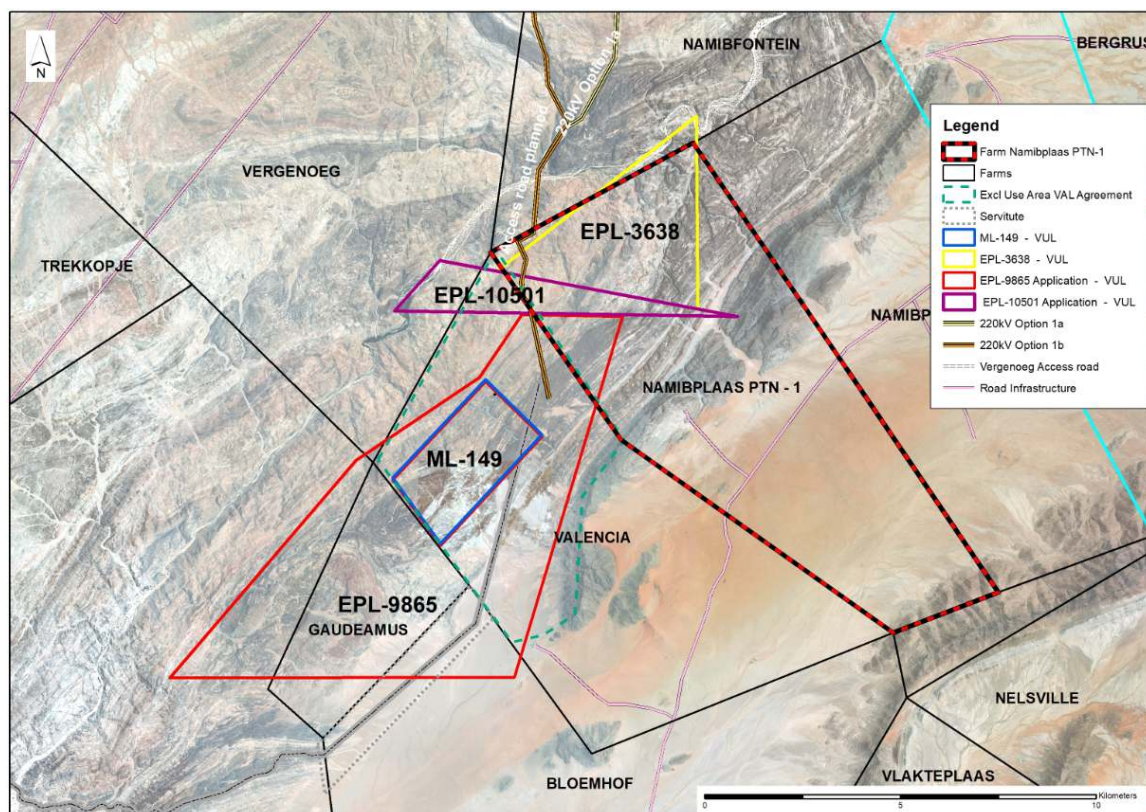 N
NAMIBFONTEIN
BERGRUS
220kV Option 1a
Access road planned
VERGENOEG
TREKKOPJE
EPL-3638
EPL-10501
NAMIBP
NAMIBPLAAS PTN - 1
ML-149
VALENCIA
EPL-9865
GAUDEAMUS
NELSVILLE
BLOEMHOF
VLAKTEPLAAS
Legend
Farm Namibplaas PTN-1
Farms
Excl Use Area VAL Agreement
Servitute
ML-149 - VUL
EPL-3638 - VUL
EPL-9865 Application - VUL
EPL-10501 Application - VUL
220kV Option 1a
220kV Option 1b
Vergenoeg Access road
Road Infrastructure
Kilometers
0 5 10